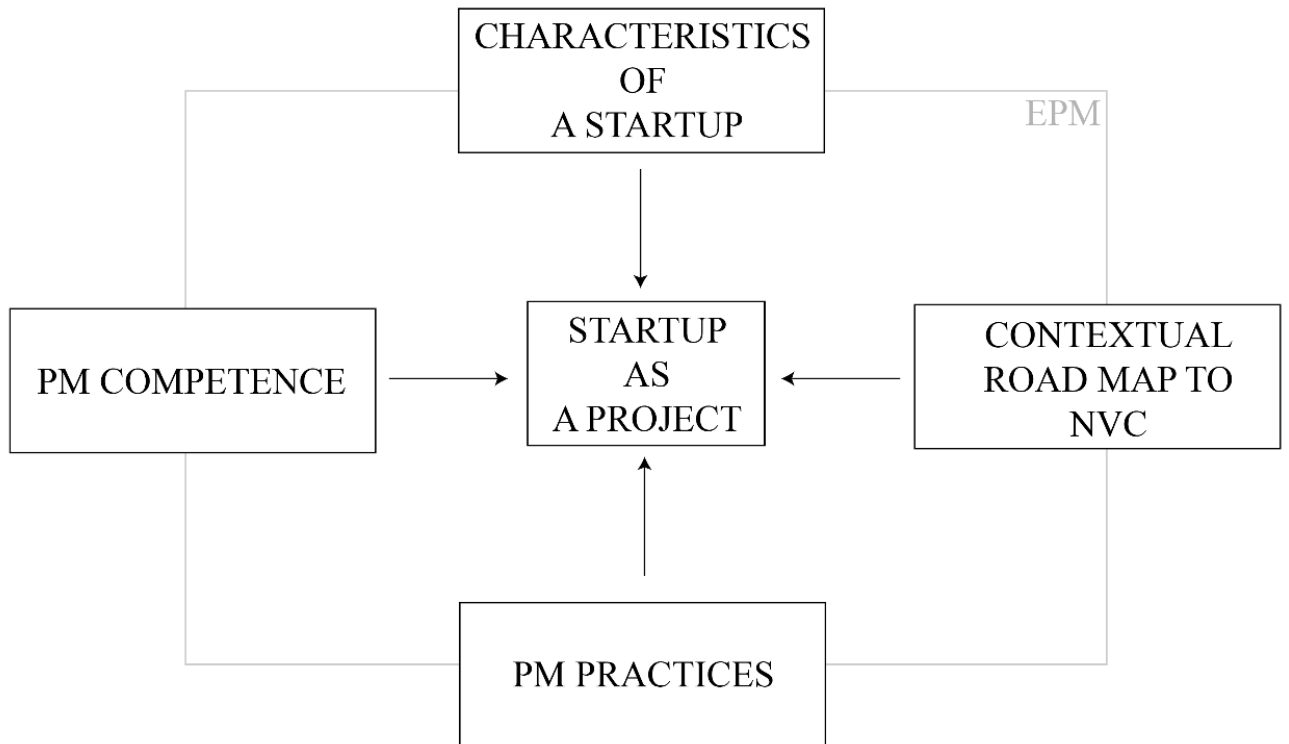 CHARACTERISTICS
OF
A STARTUP
EPM
PM COMPETENCE
STARTUP
AS
A PROJECT
CONTEXTUAL
ROAD MAP TO
NVC
PM PRACTICES